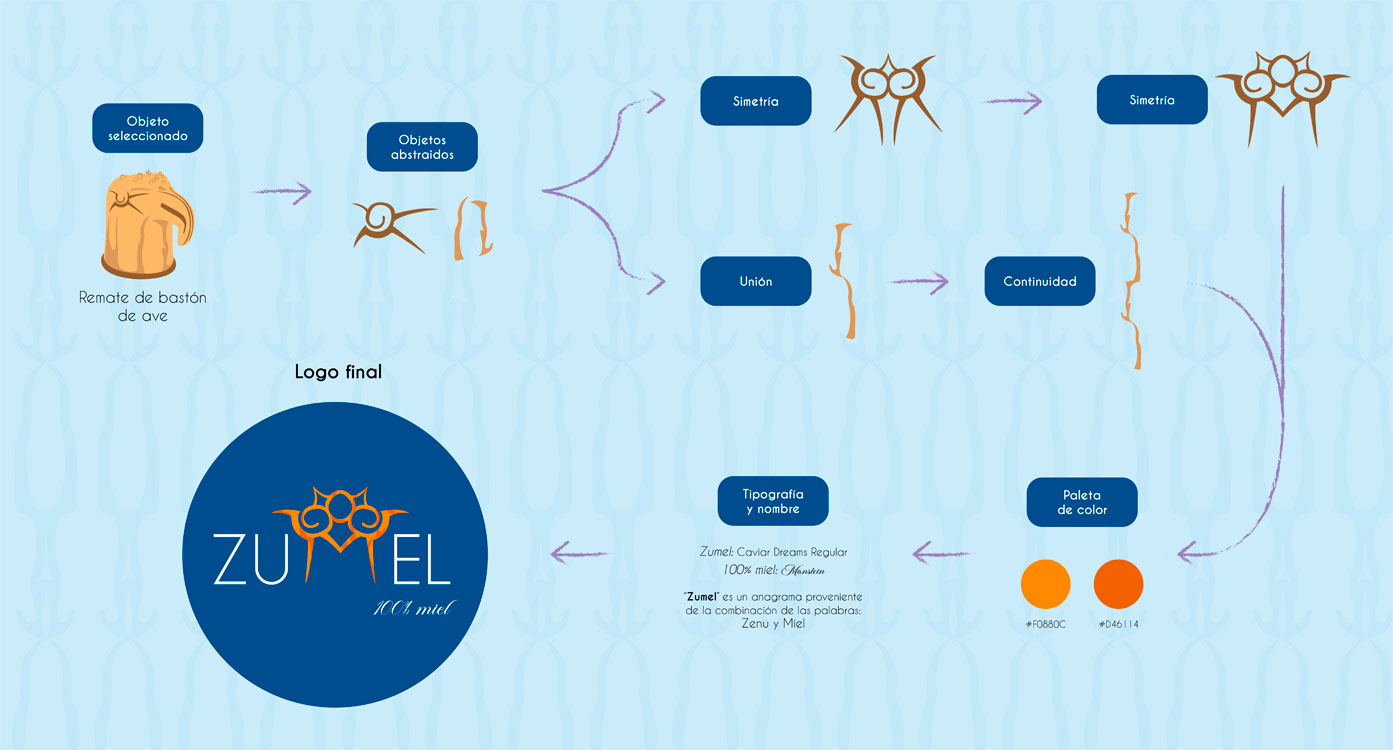 Objeto
seleccionado
Remate de bastón
de ave
Objetos
abstraidos
Simetría
Simetría
Unión
Continuidad
Paleta
de color
#F0880C
#D46114
Tipografía
y nombre
Zumel: Caviar Dreams Regular
100% miel: Manstein
"Zumel" es un anagrama proveniente
de la combinación de las palabras:
Zenu y Miel
Logo final
ZUMEL
100% miel